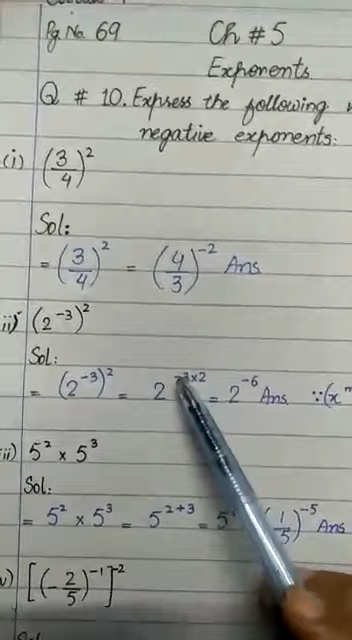 Pg. No. 69 Ch # 5
Exponents
Q # 10. Express the following
negative exponents:
(i) (3/4)^2
Sol:
= (3/4)^2 = (4/3)^-2 Ans
ii) (2^-3)^2
Sol:
= (2^-3)^2 = 2^-3×2 = 2^-6 Ans ∵(x^m
ii) 5^2 × 5^3
Sol:
= 5^2 × 5^3 = 5^2+3 = 5 (1/5)^-5 Ans
v) [(-2/5)^-1]^-2